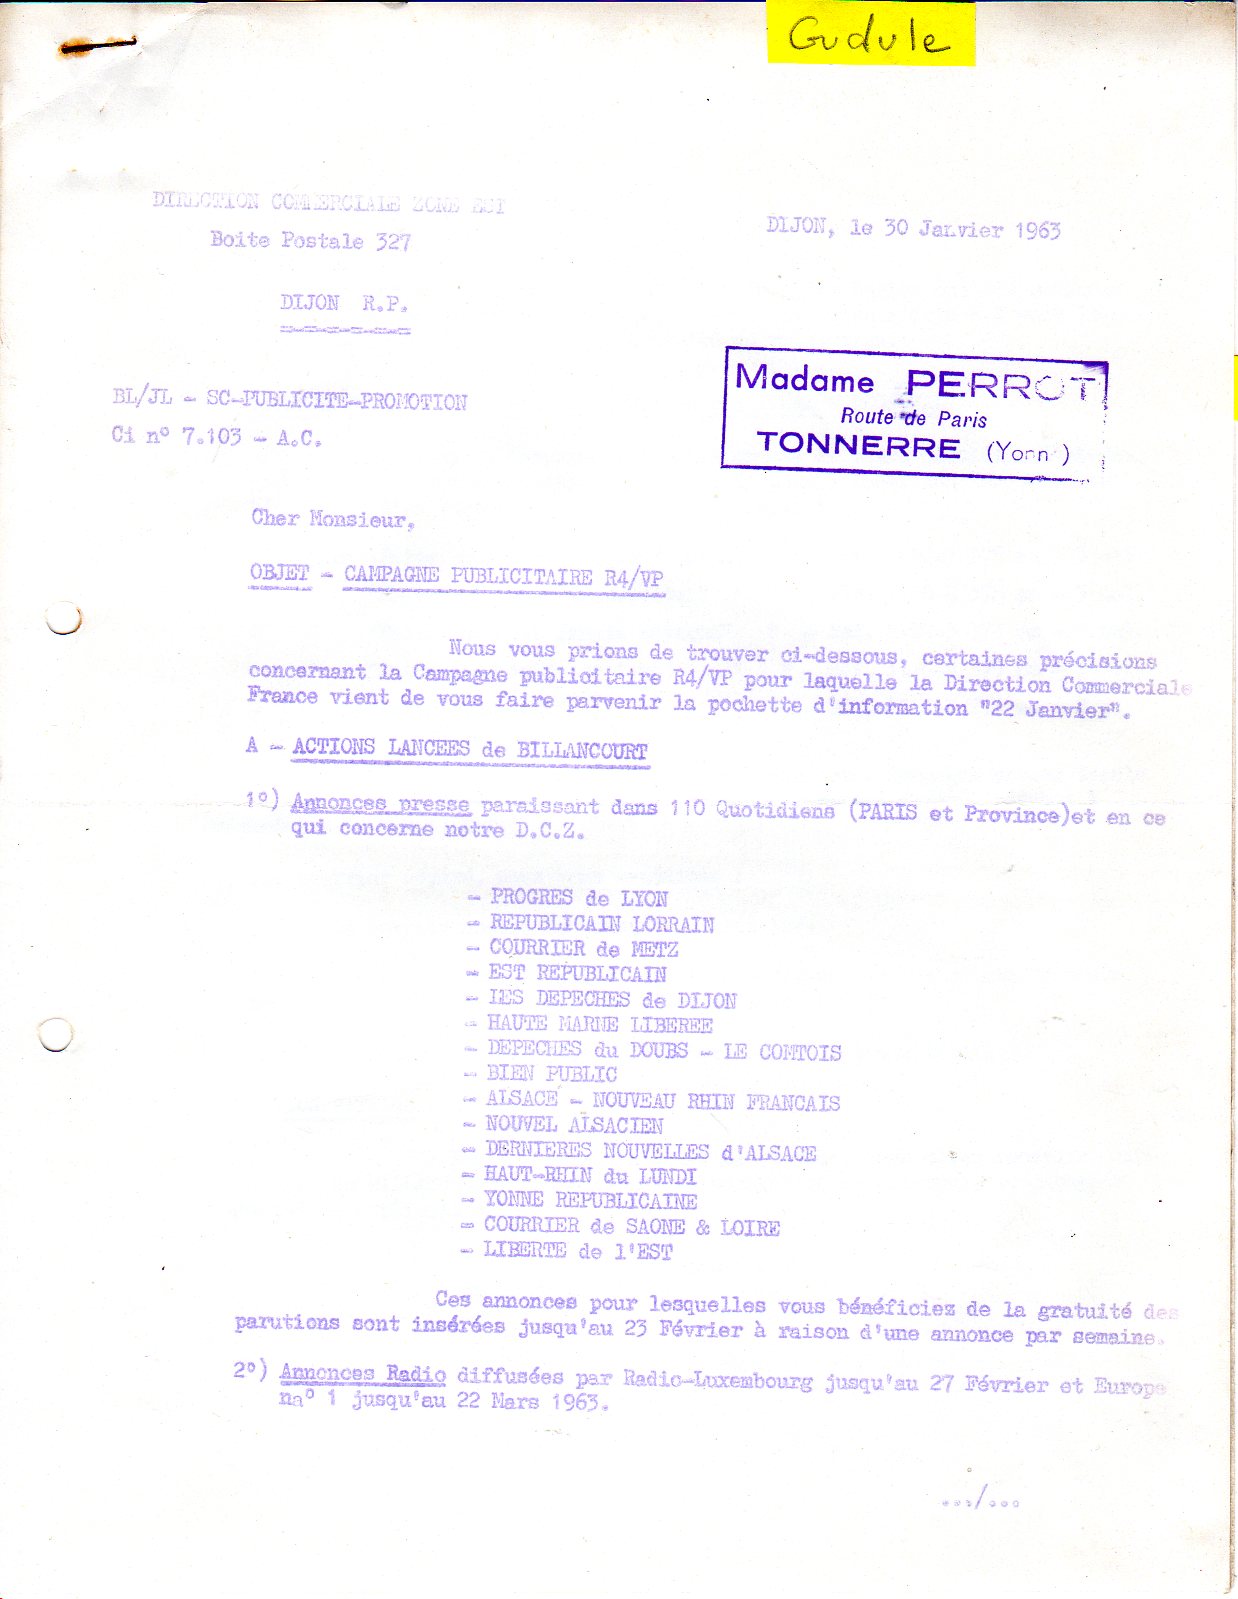 Gudule
DIRECTION COMMERCIALE ZONE EST
Boite Postale 327
DIJON, le 30 Janvier 1963
DIJON R.P.
=-=-=-=-=-=
Madame PERROT
Route de Paris
TONNERRE (Yonn )
BL/JL - SC-PUBLICITE-PROMOTION
Ci n° 7.103 - A.C.
Cher Monsieur,
OBJET - CAMPAGNE PUBLICITAIRE R4/VP
Nous vous prions de trouver ci-dessous, certaines précisions
concernant la Campagne publicitaire R4/VP pour laquelle la Direction Commerciale
France vient de vous faire parvenir la pochette d'information "22 Janvier".
A - ACTIONS LANCEES de BILLANCOURT
1°) Annonces presse paraissant dans 110 Quotidiens (PARIS et Province)et en ce
qui concerne notre D.C.Z.
- PROGRES de LYON
- REPUBLICAIN LORRAIN
- COURRIER de METZ
- EST REPUBLICAIN
- LES DEPECHES de DIJON
- HAUTE MARNE LIBEREE
- DEPECHES du DOUBS - LE COMTOIS
- BIEN PUBLIC
- ALSACE - NOUVEAU RHIN FRANCAIS
- NOUVEL ALSACIEN
- DERNIERES NOUVELLES d'ALSACE
- HAUT-RHIN du LUNDI
- YONNE REPUBLICAINE
- COURRIER de SAONE & LOIRE
- LIBERTE de l'EST
Ces annonces pour lesquelles vous bénéficiez de la gratuité des
parutions sont insérées jusqu'au 23 Février à raison d'une annonce par semaine.
2°) Annonces Radio diffusées par Radio-Luxembourg jusqu'au 27 Février et Europe
na° 1 jusqu'au 22 Mars 1963.
.../...